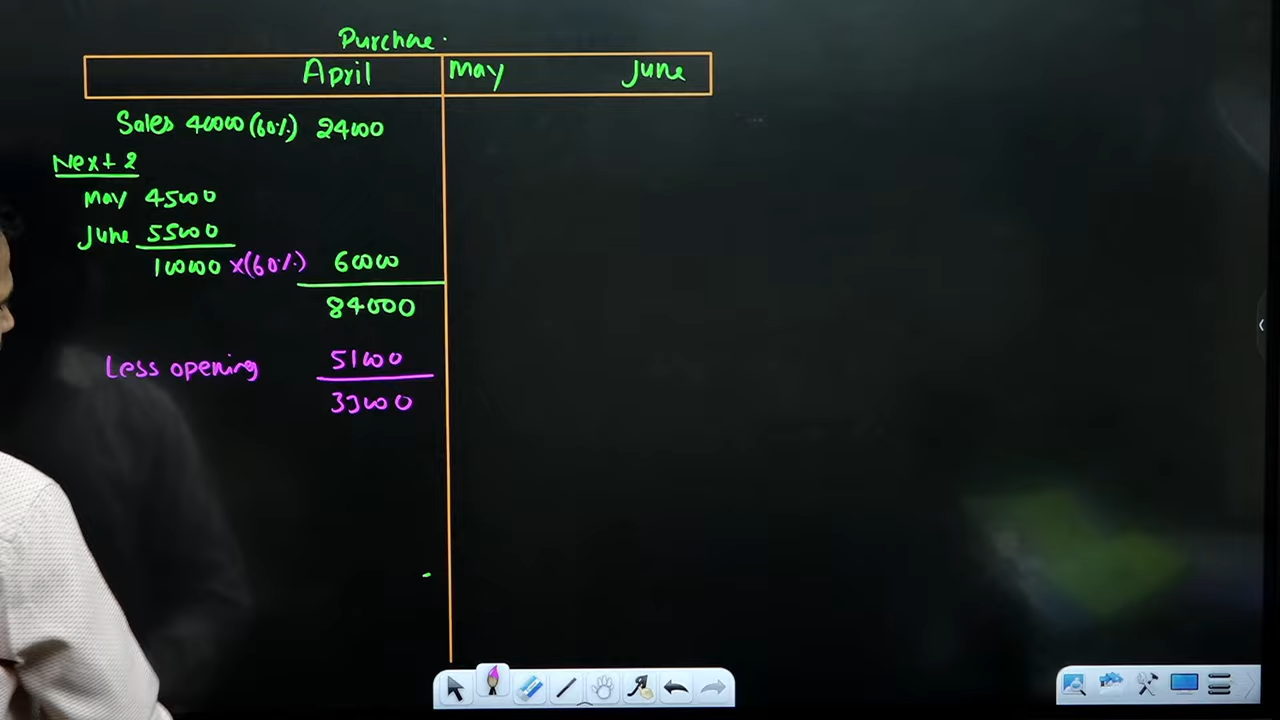 Purchase.
April May June
Sales 40000 (60%) 24000
Next 2
May 45000
June 55000
100000 x(60%) 60000
84000
Less opening 51000
33000